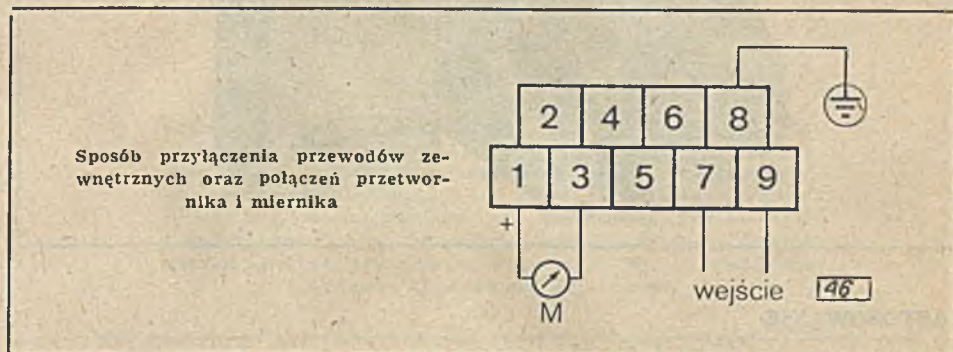 Sposób przyłączenia przewodów ze-
wnętrznych oraz połączeń przetwor-
nika i miernika
2 4 6 8
1 3 5 7 9
+
M
wejście 46